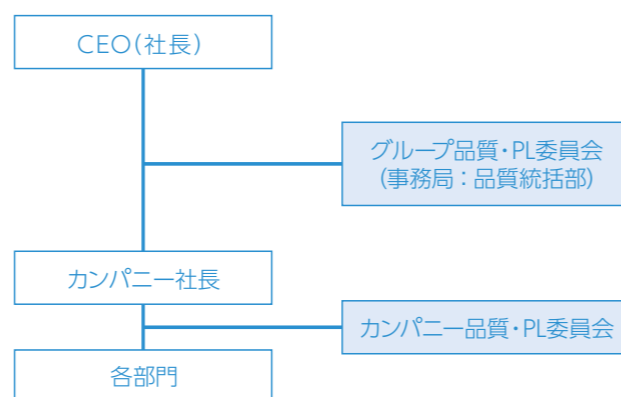 CEO(社長)
グループ品質・PL委員会
(事務局:品質統括部)
カンパニー社長
カンパニー品質・PL委員会
各部門